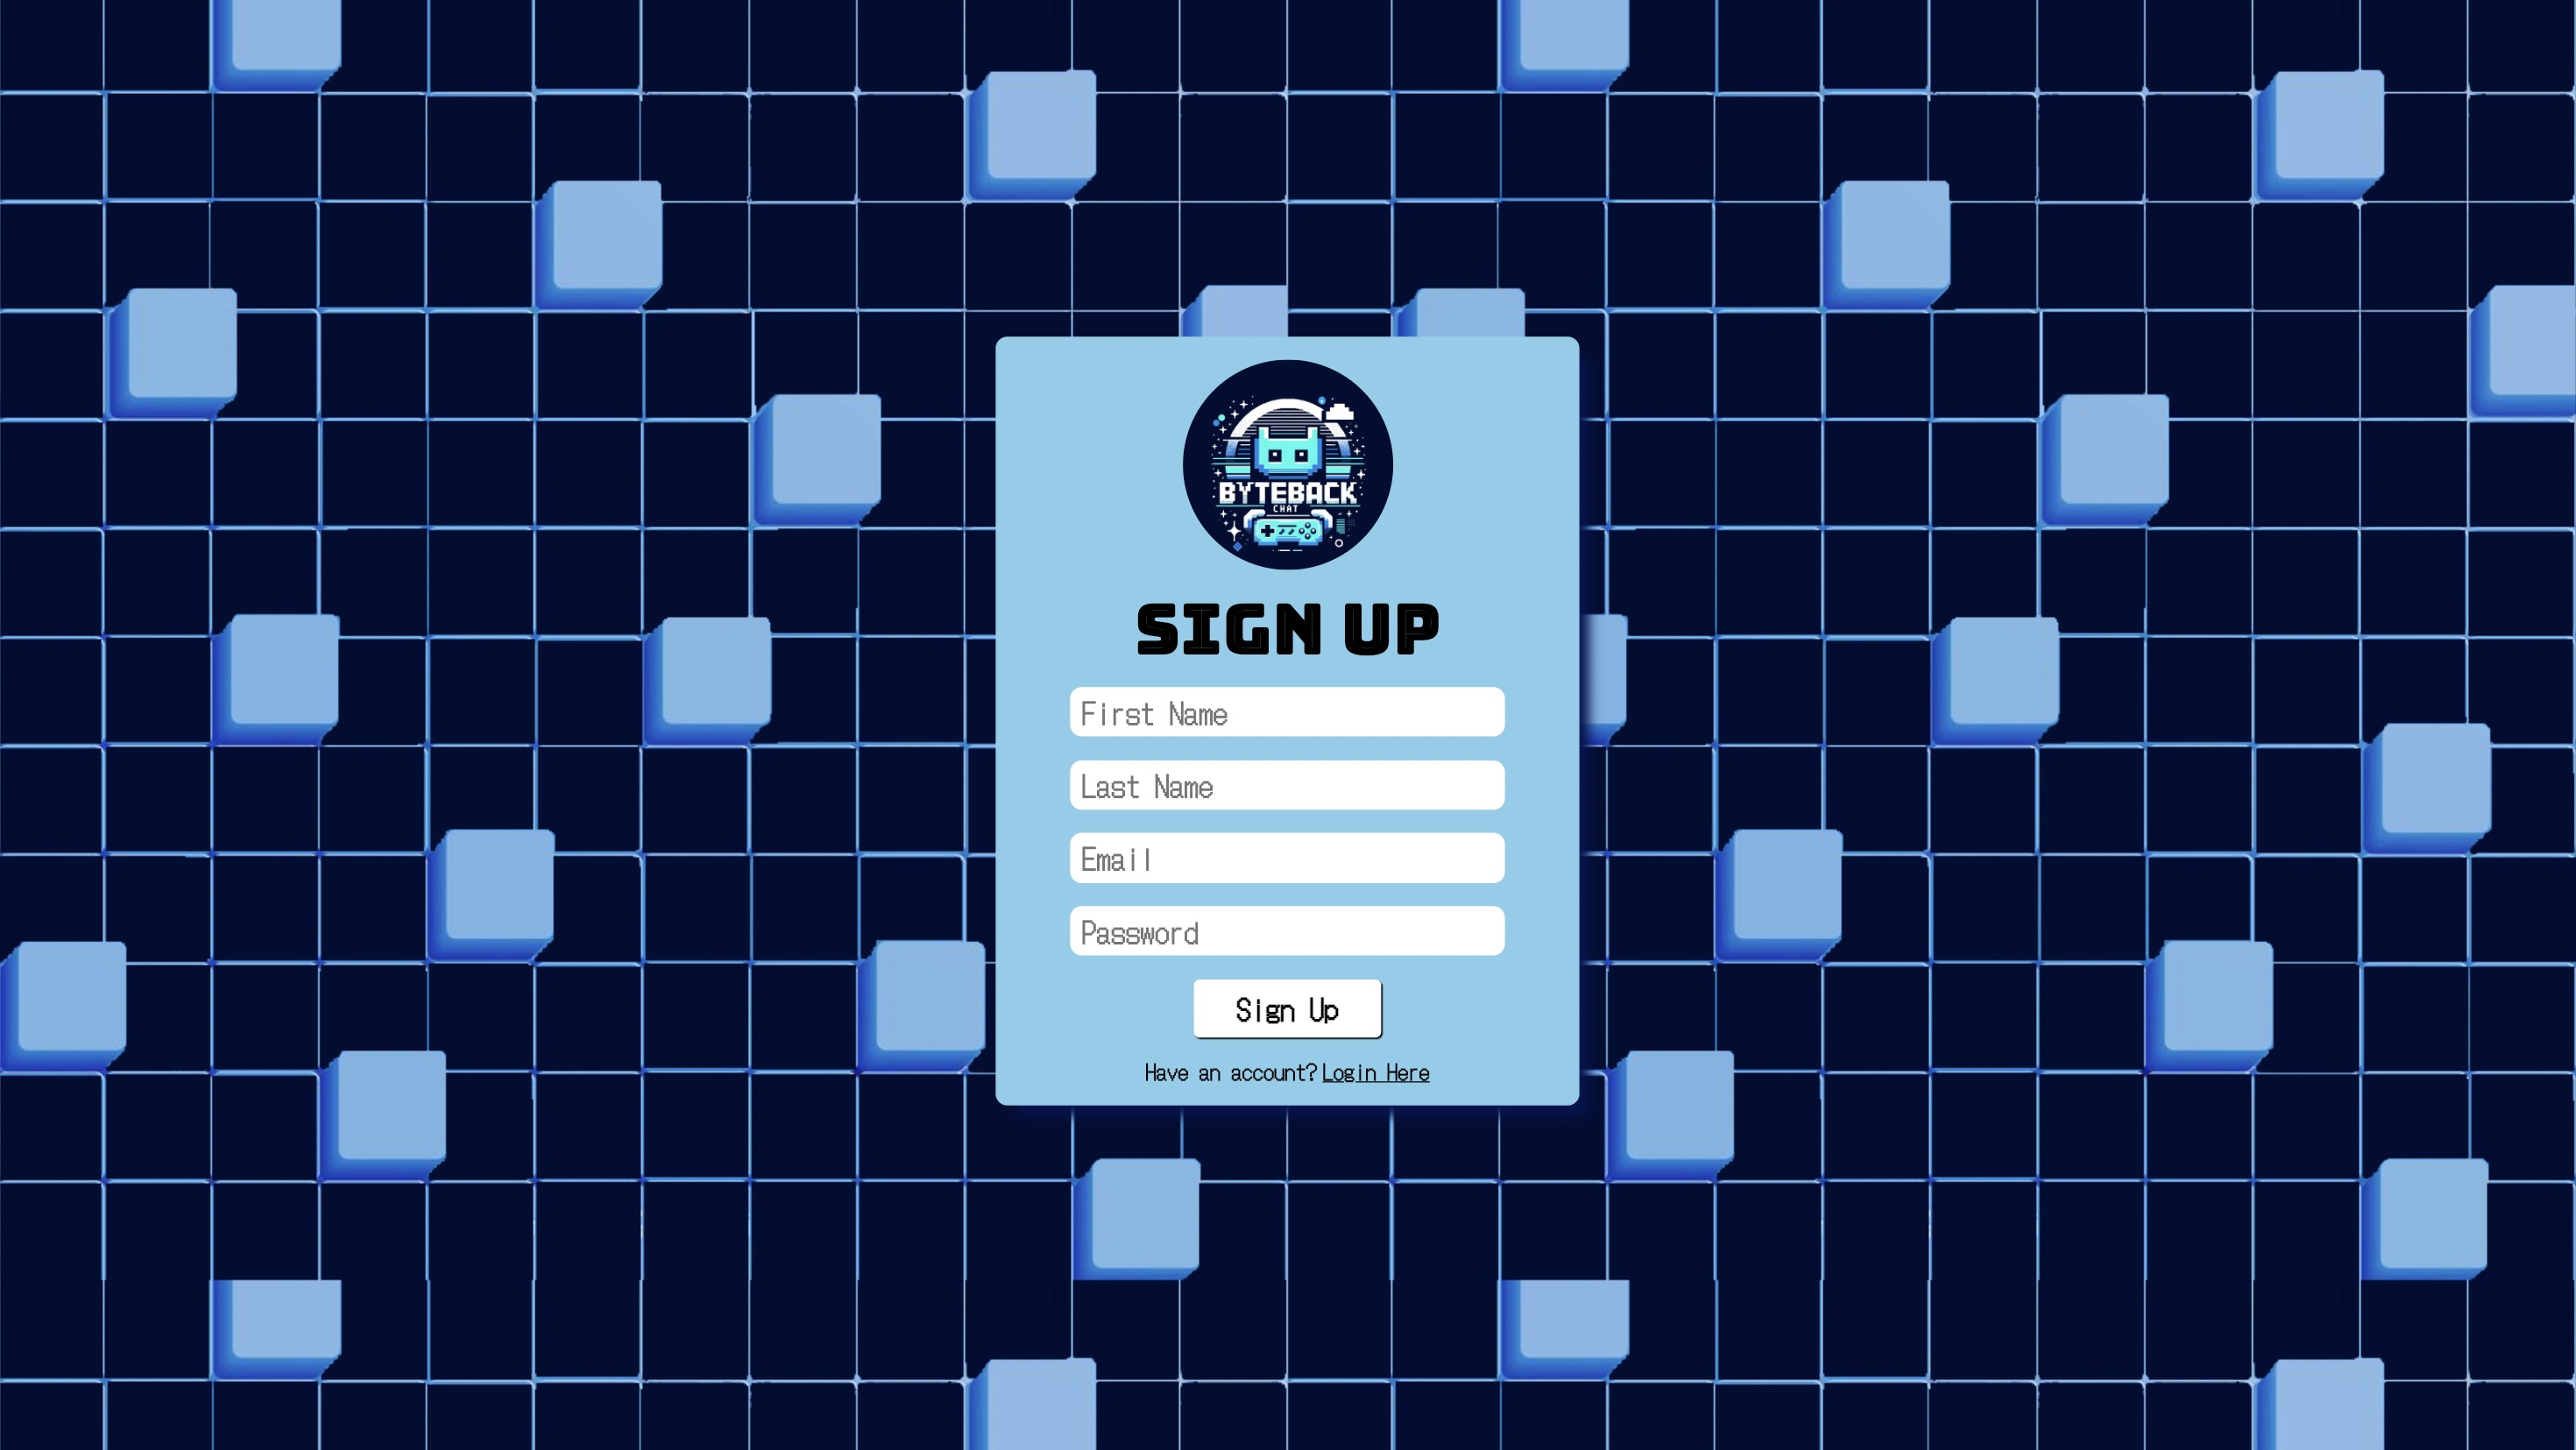 BYTEBACK
CHAT
SIGN UP
First Name
Last Name
Email
Password
Sign Up
Have an account? Login Here